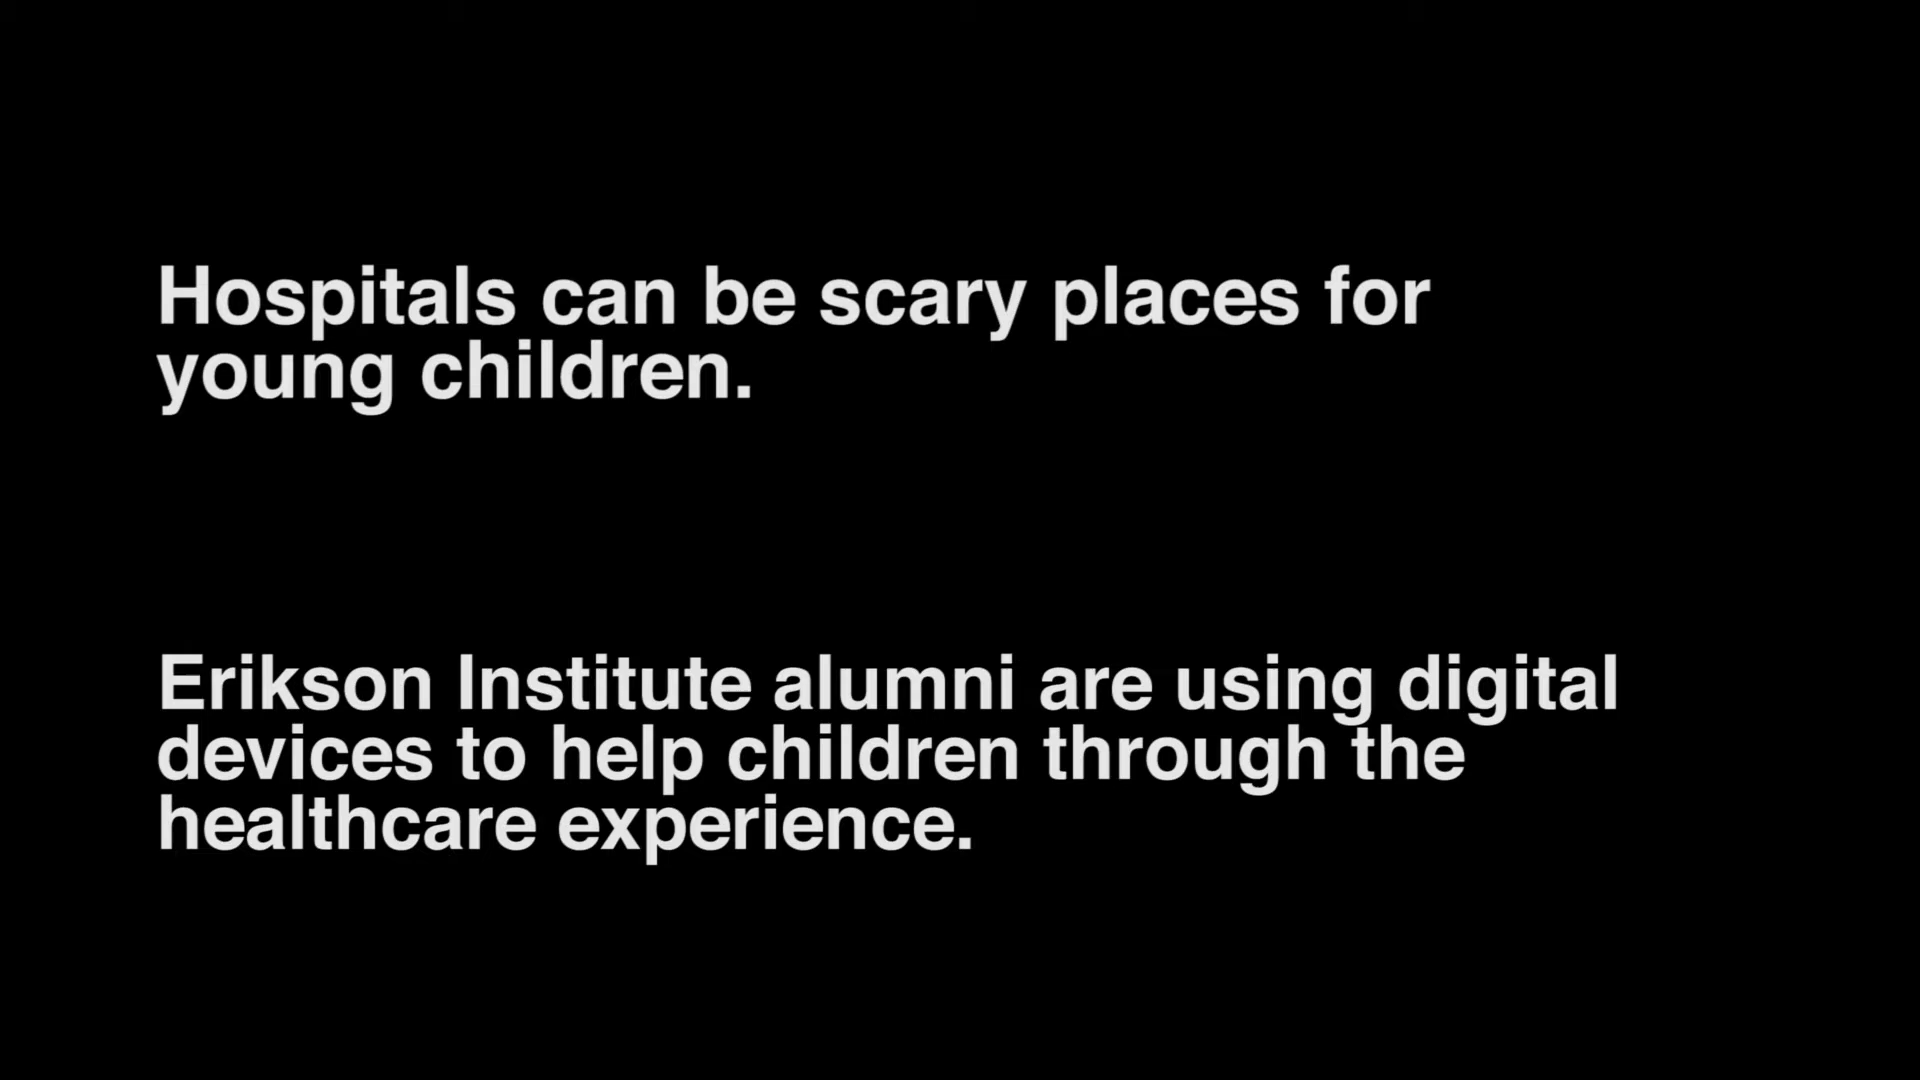 Hospitals can be scary places for
young children.
Erikson Institute alumni are using digital
devices to help children through the
healthcare experience.